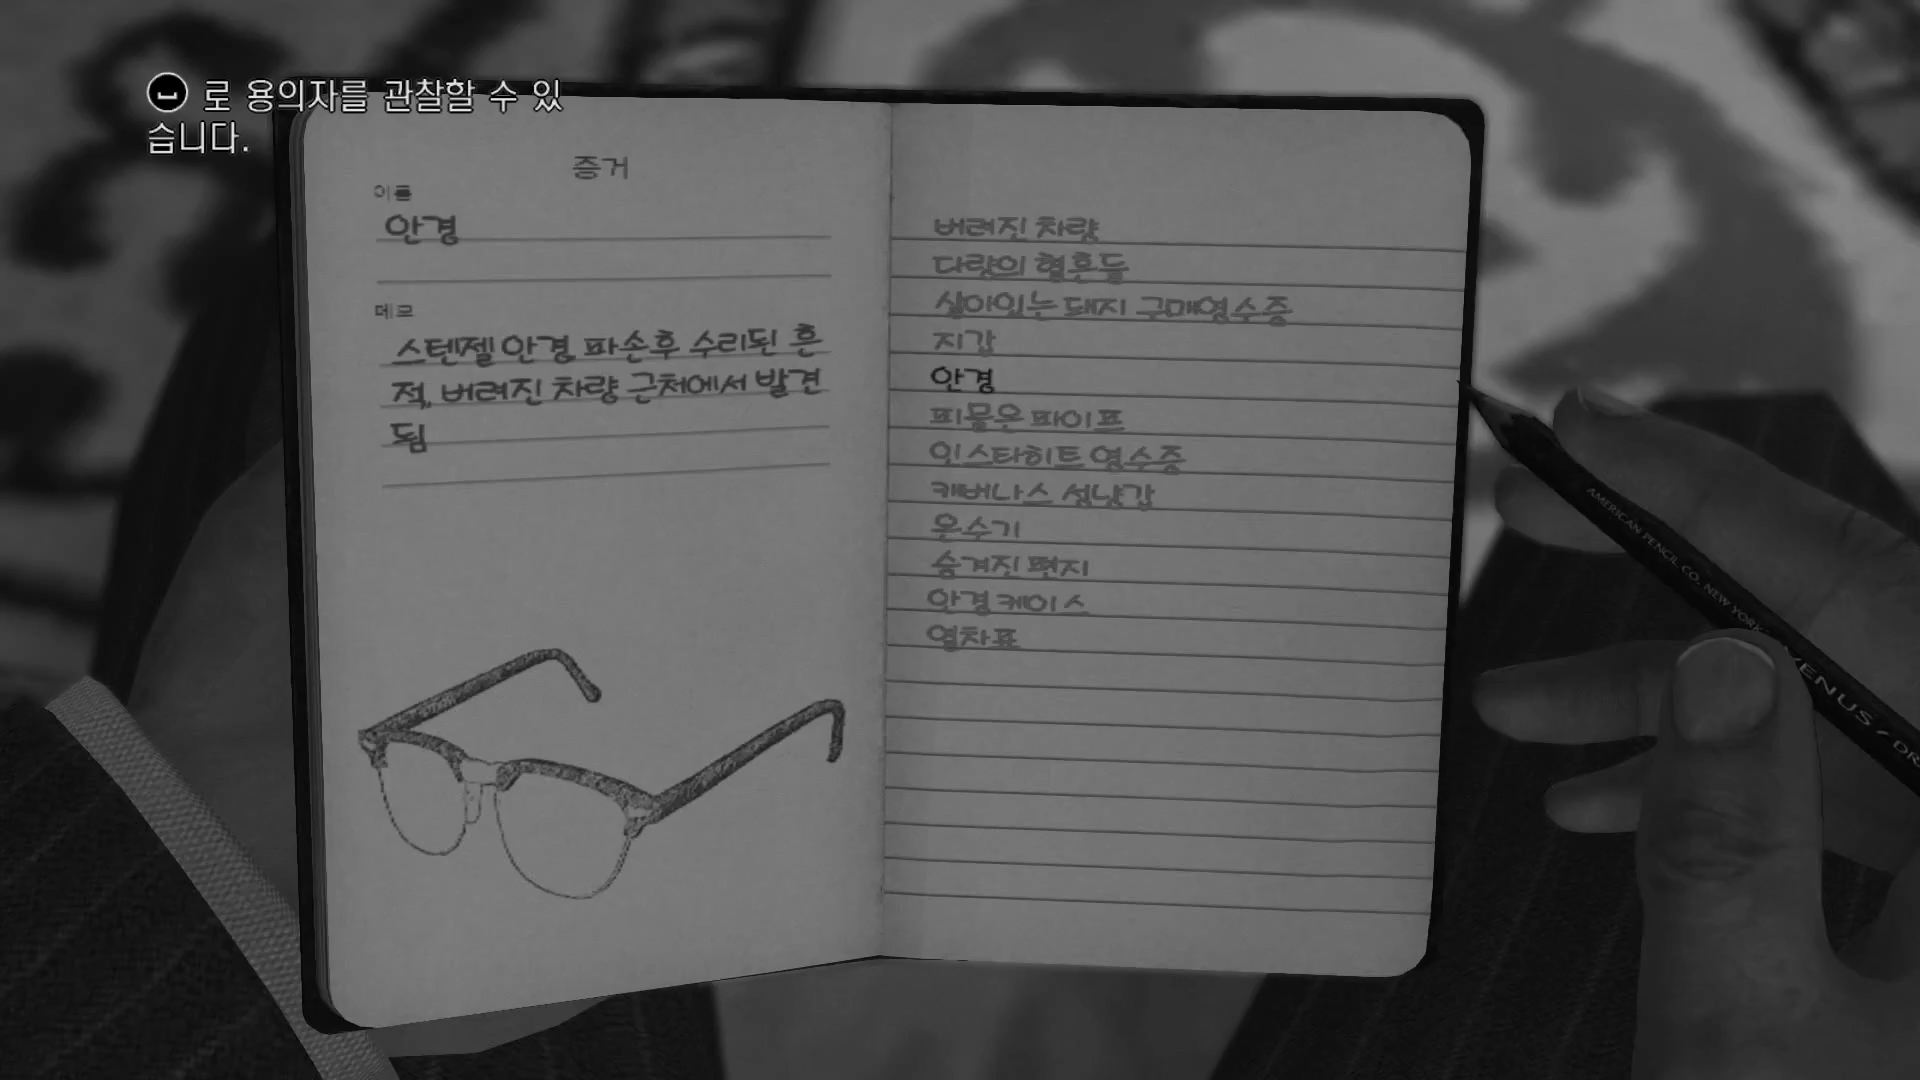 로 용의자를 관찰할 수 있
습니다.
증거
이름
안경
메모
스텐젤 안경, 파손후 수리된 흔
적, 버려진 차량 근처에서 발견
됨
버려진 차량
다량의 혈흔들
살아있는 돼지 구매영수증
지갑
안경
피묻은 파이프
인스타히트 영수증
캐버나스 성냥갑
온수기
숨겨진 편지
안경 케이스
열차표
AMERICAN PENCIL CO. NEW YORK
VENUS / DR